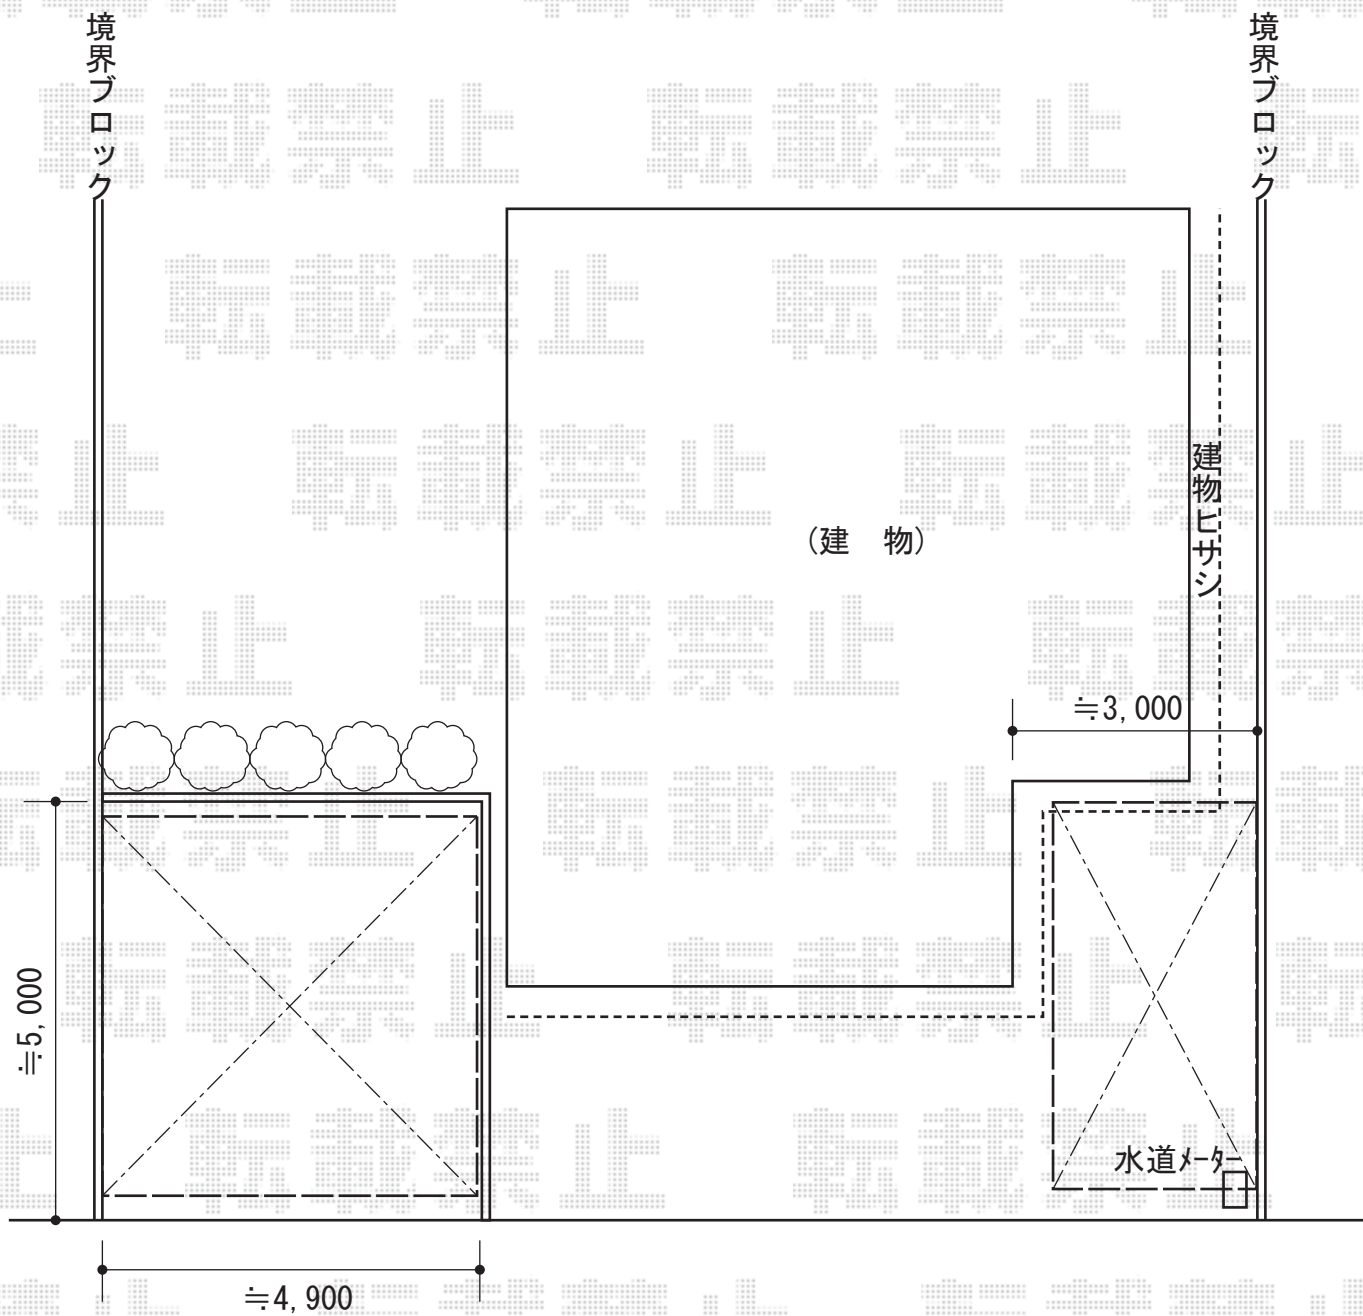 境界ブロック
境界ブロック
(建　物)
建物ヒサシ
≒3,000
≒5,000
水道メーター
≒4,900
転載禁止